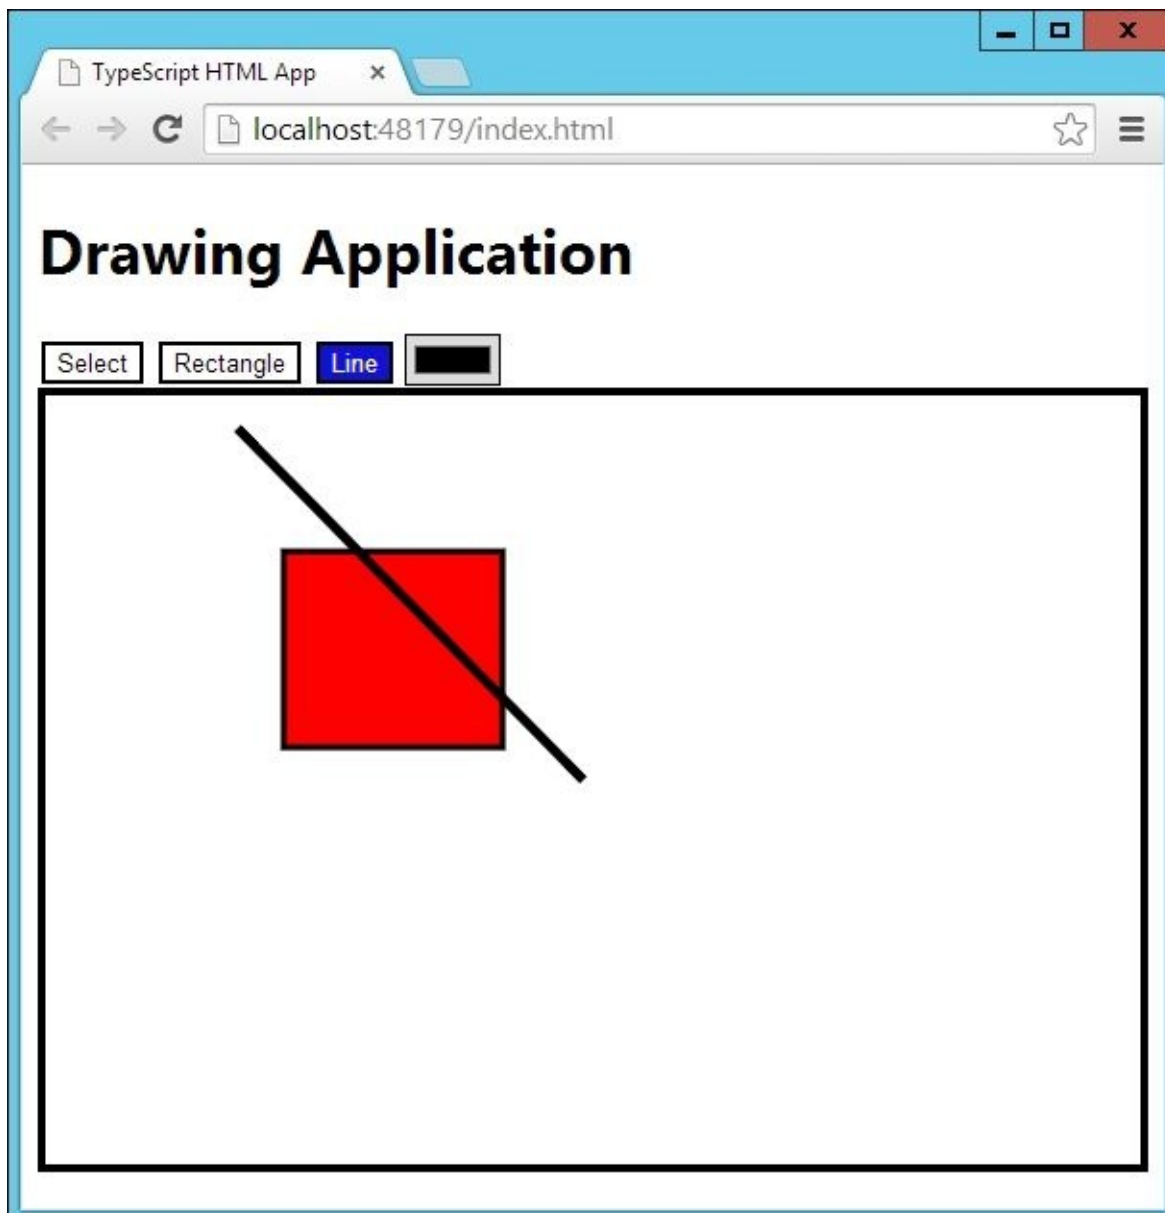 TypeScript HTML App
localhost:48179/index.html
Drawing Application
Select Rectangle Line